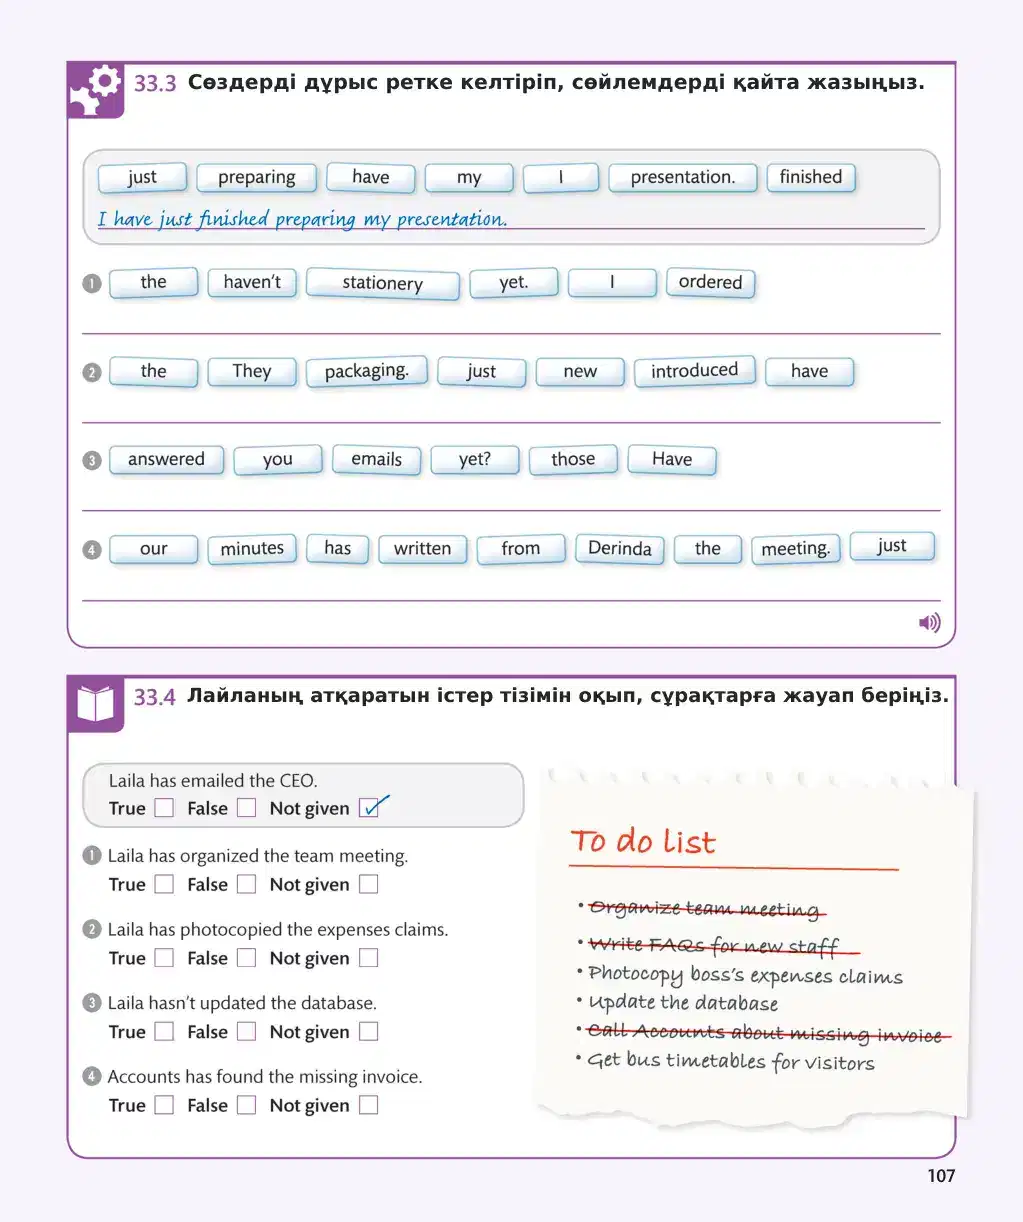 33.3 Сөздерді дұрыс ретке келтіріп, сөйлемдерді қайта жазыңыз.
just preparing have my I presentation. finished
I have just finished preparing my presentation.
1 the haven't stationery yet. I ordered
2 the They packaging. just new introduced have
3 answered you emails yet? those Have
4 our minutes has written from Derinda the meeting. just
33.4 Лайланың атқаратын істер тізімін оқып, сұрақтарға жауап беріңіз.
Laila has emailed the CEO.
True False Not given
1 Laila has organized the team meeting.
True False Not given
2 Laila has photocopied the expenses claims.
True False Not given
3 Laila hasn't updated the database.
True False Not given
4 Accounts has found the missing invoice.
True False Not given
To do list
• Organize team meeting
• Write FAQs for new staff
• Photocopy boss's expenses claims
• Update the database
• Call Accounts about missing invoice
• Get bus timetables for visitors
107